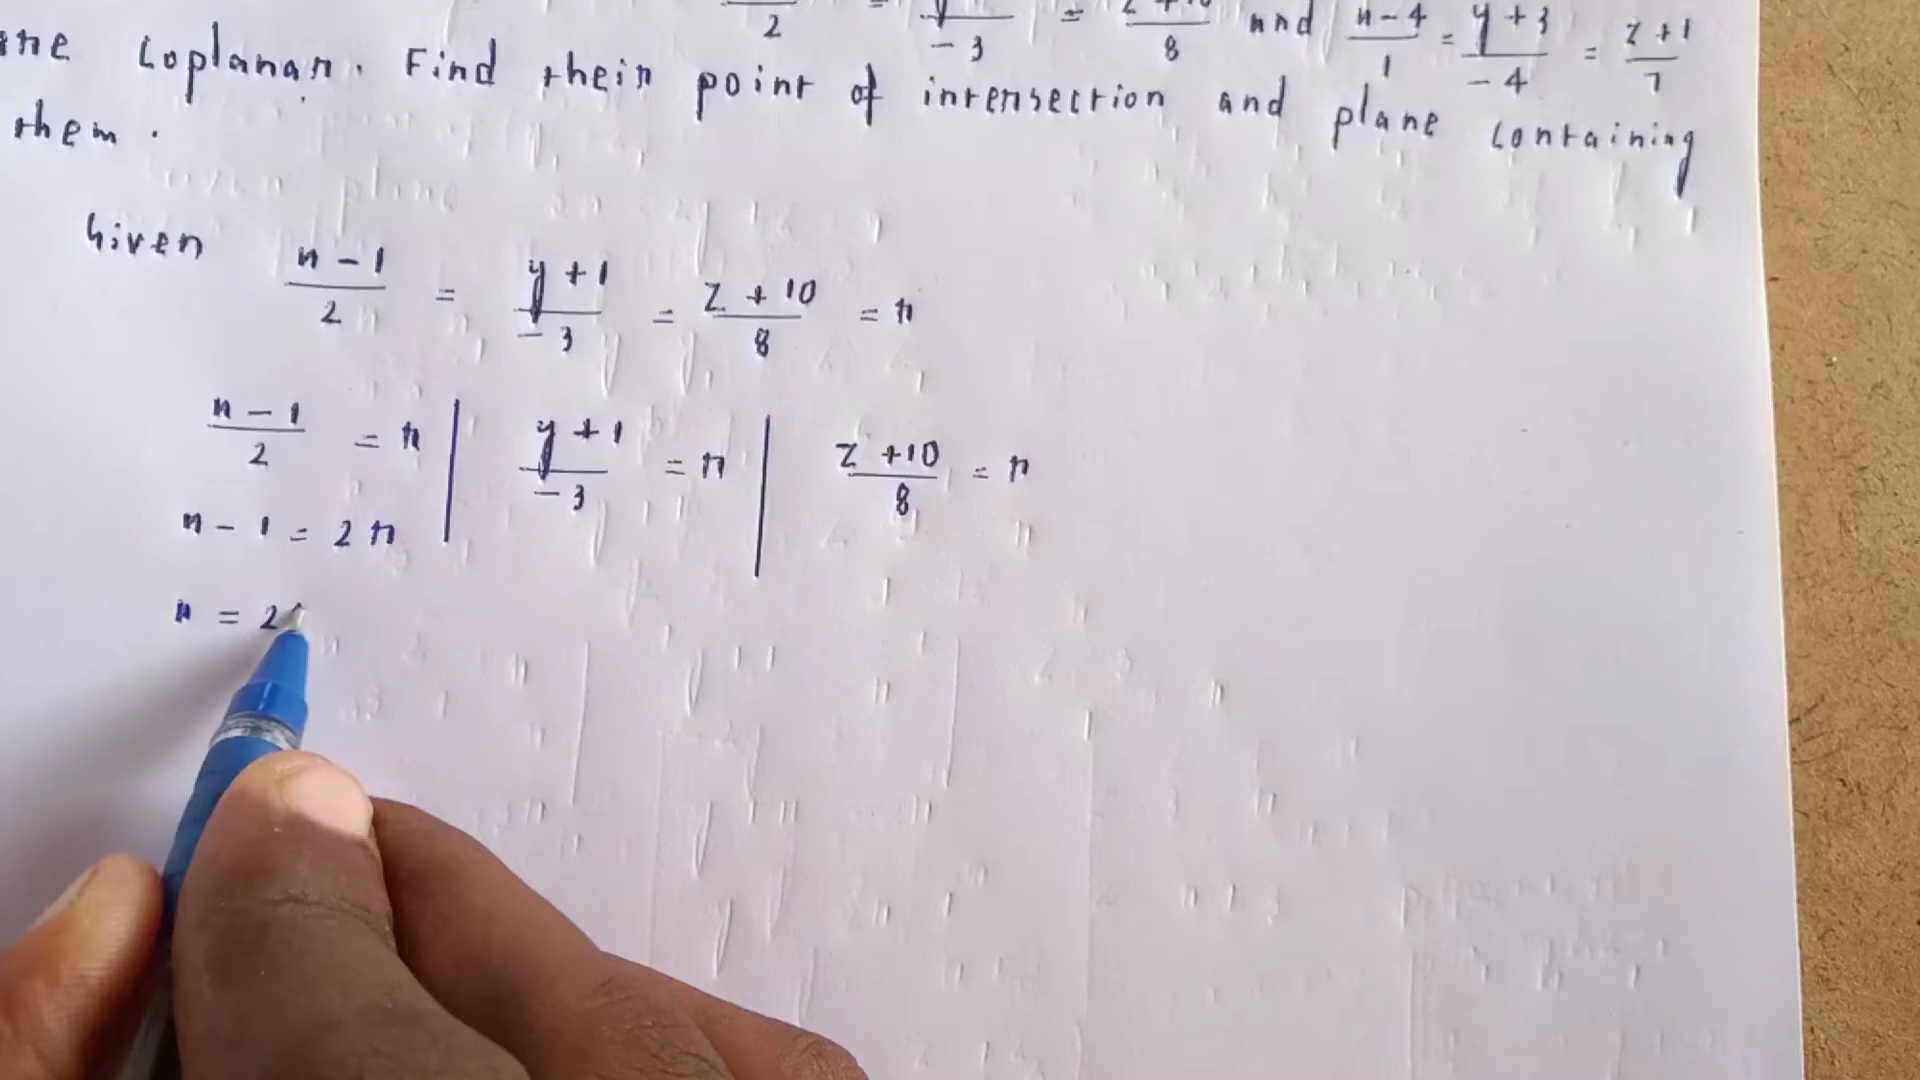 2 = y/-3 = z+10/8 and x-4/1 = y+3/-4 = z+1/7
are coplanar. Find their point of intersection and plane containing
them.
Given x-1/2 = y+1/-3 = z+10/8 = r
x-1/2 = r | y+1/-3 = r | z+10/8 = r
x-1 = 2r
x = 2